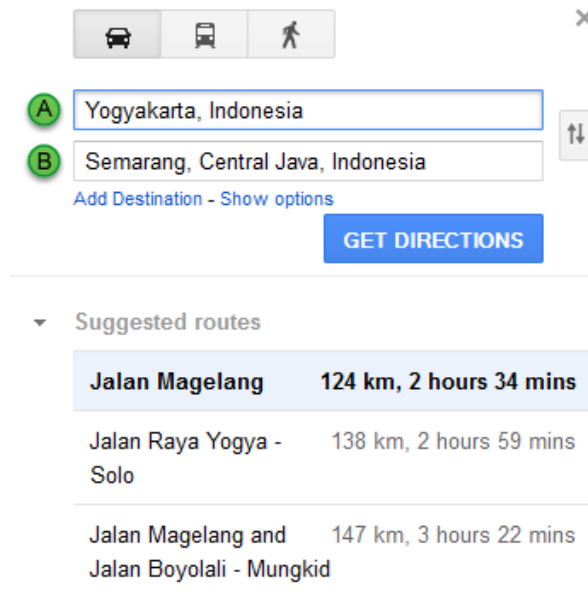 A
Yogyakarta, Indonesia
B
Semarang, Central Java, Indonesia
Add Destination - Show options
GET DIRECTIONS
Suggested routes
Jalan Magelang 124 km, 2 hours 34 mins
Jalan Raya Yogya - 138 km, 2 hours 59 mins
Solo
Jalan Magelang and 147 km, 3 hours 22 mins
Jalan Boyolali - Mungkid